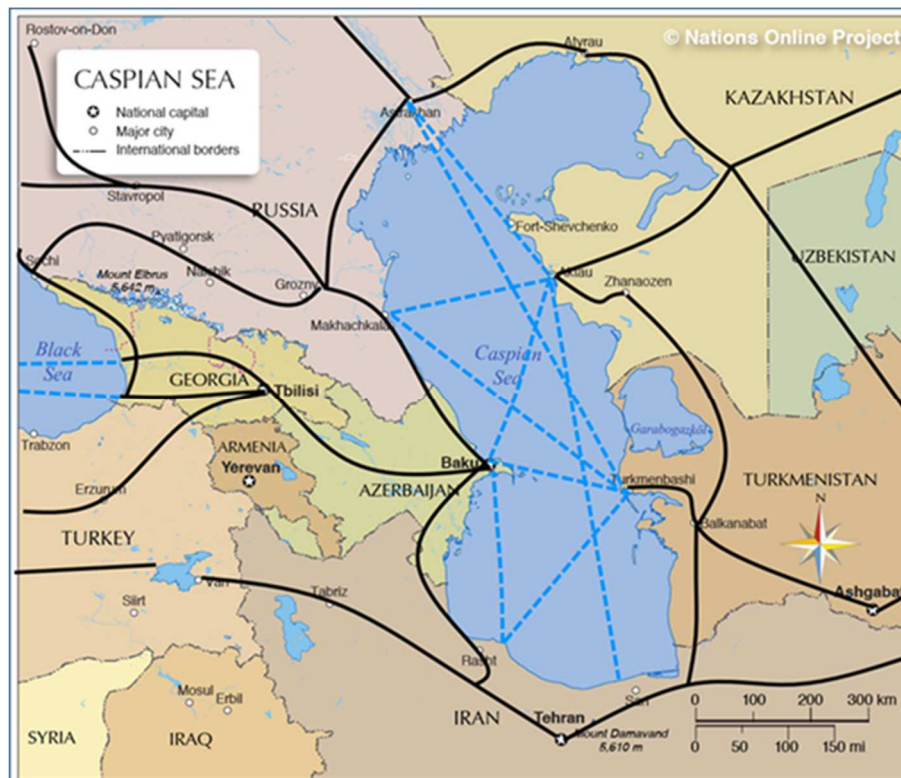 © Nations Online Project
Rostov-on-Don
Atyrau
CASPIAN SEA
National capital
Major city
International borders
KAZAKHSTAN
Astrakhan
Stavropol
RUSSIA
Fort-Shevchenko
Pyatigorsk
UZBEKISTAN
Sochi
Mount Elbrus
5,642 m
Nalchik
Grozny
Aktau
Zhanaozen
Makhachkala
Black
Sea
Caspian
Sea
GEORGIA
Tbilisi
Garabogazköl
Trabzon
ARMENIA
Yerevan
Baku
AZERBAIJAN
Turkmenbashi
TURKMENISTAN
N
Erzurum
Balkanabat
TURKEY
Van
Tabriz
Siirt
Ashgabat
Rasht
Mosul
Erbil
Sari
0 100 200 300 km
0 50 100 150 mi
IRAN
Tehran
Mount Damavand
5,610 m
SYRIA
IRAQ